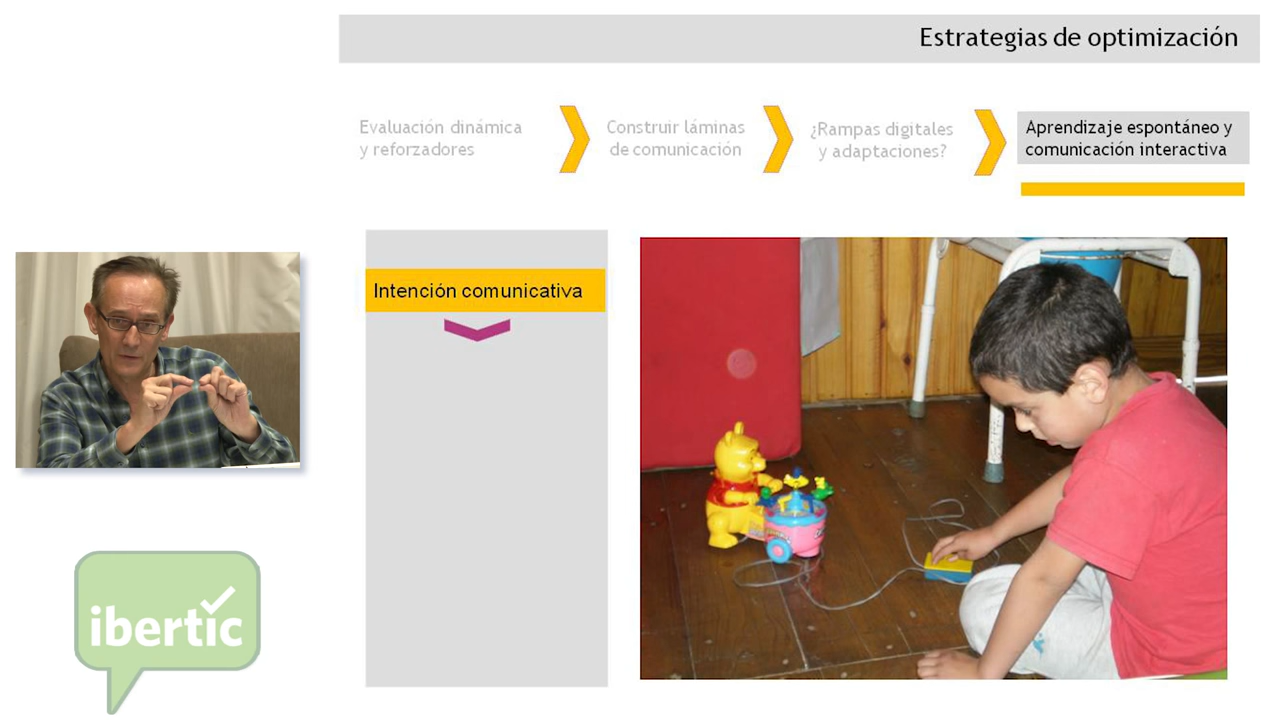 Estrategias de optimización
Evaluación dinámica
y reforzadores
Construir láminas
de comunicación
¿Rampas digitales
y adaptaciones?
Aprendizaje espontáneo y
comunicación interactiva
Intención comunicativa
ibertic